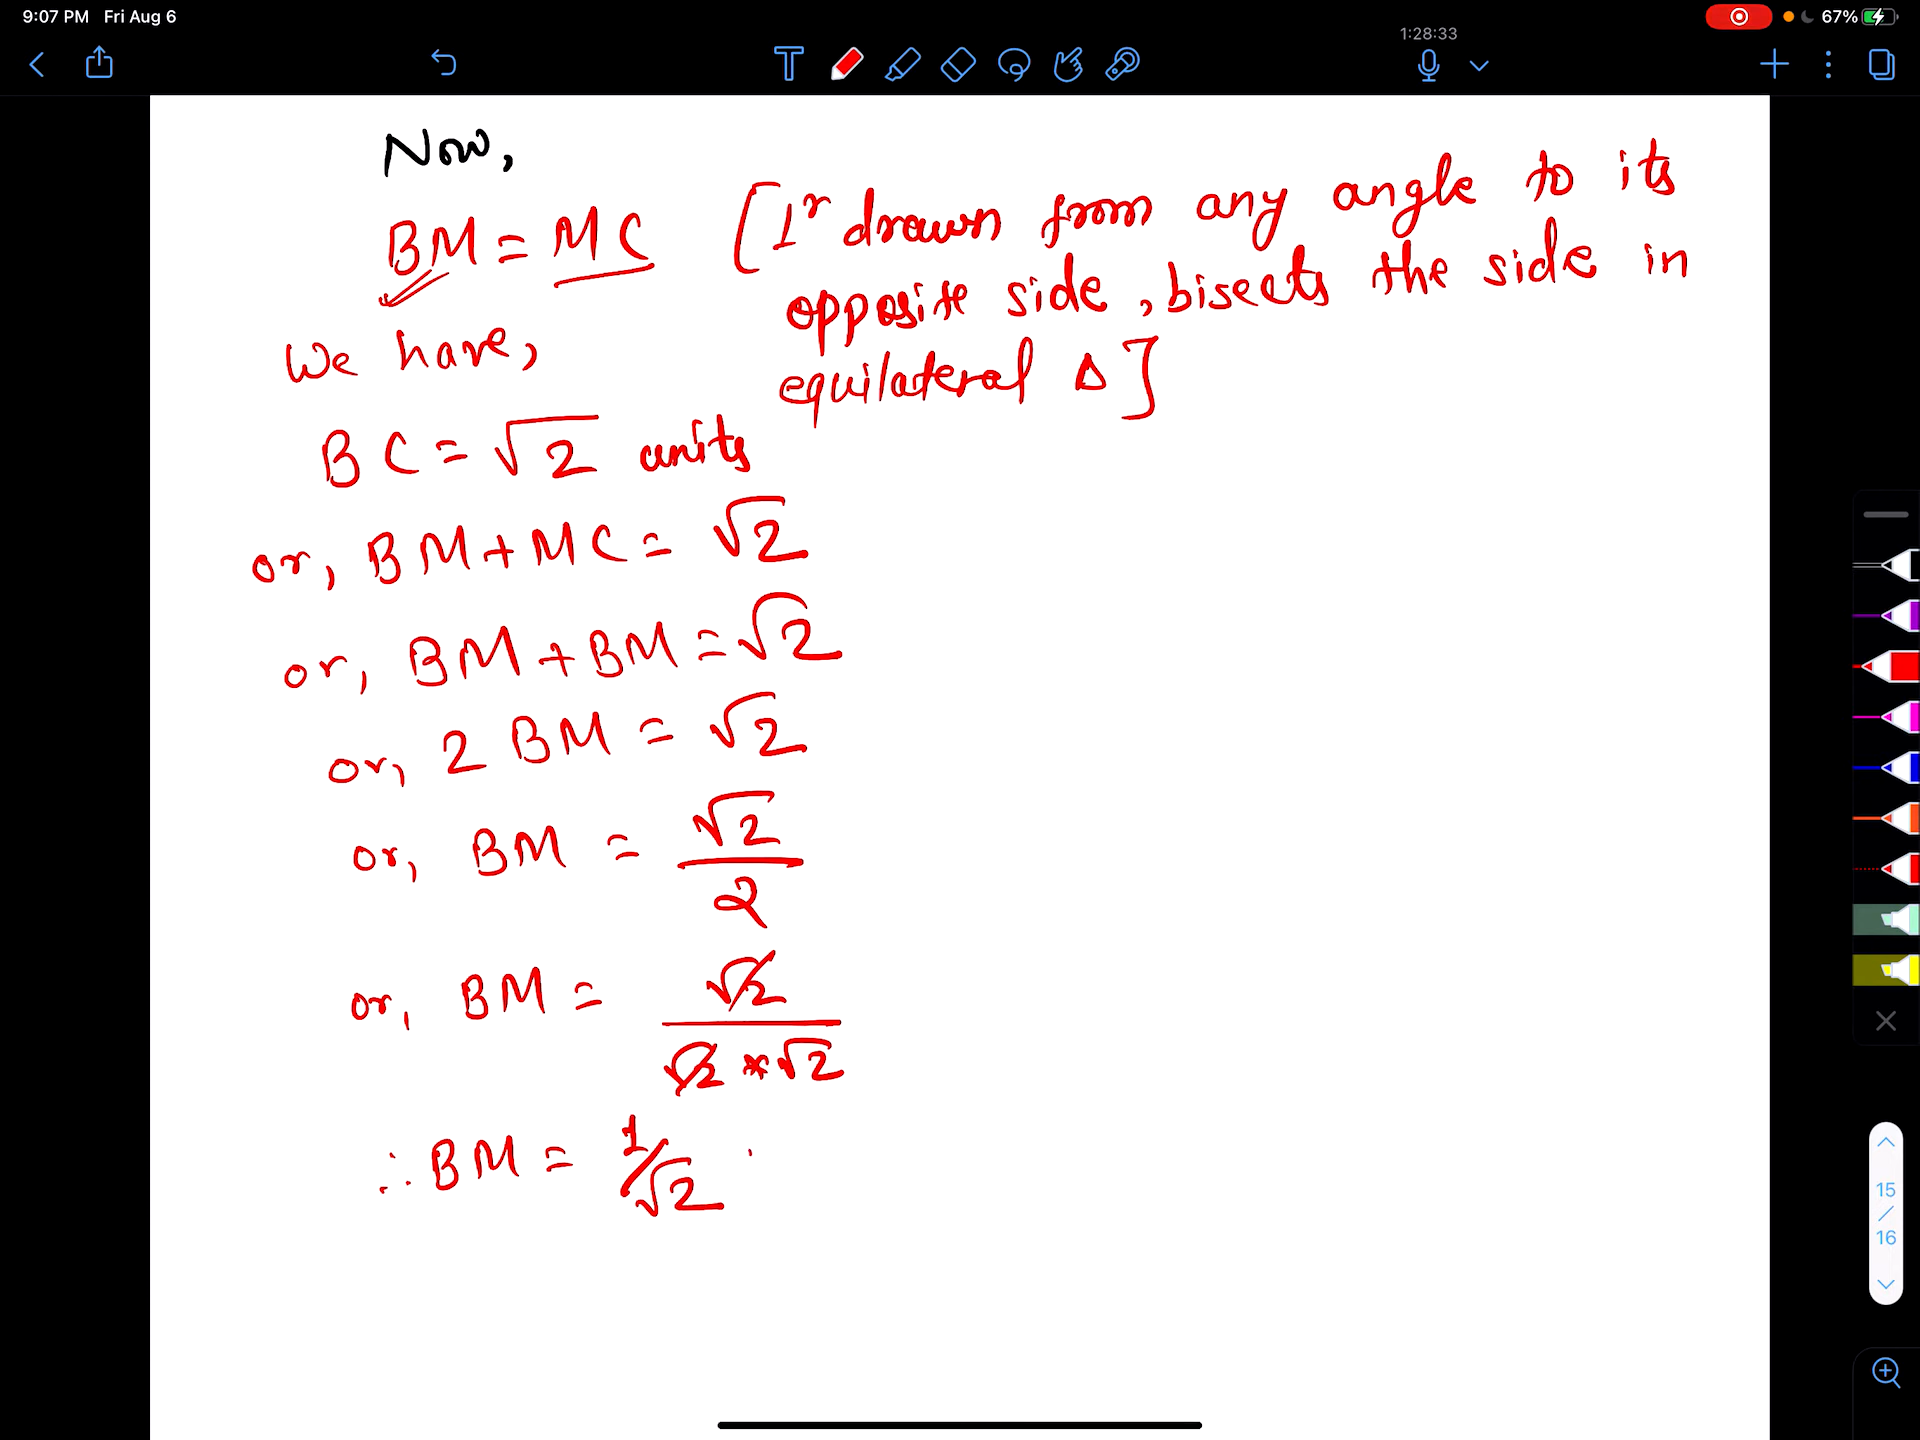 9:07 PM Fri Aug 6
67%
1:28:33
Now,
BM = MC [⊥r drawn from any angle to its
opposite side, bisects the side in
equilateral Δ]
We have,
BC = √2 units
or, BM + MC = √2
or, BM + BM = √2
or, 2 BM = √2
or, BM = √2/2
or, BM = √2/(√2 * √2)
∴ BM = 1/√2
15
/
16